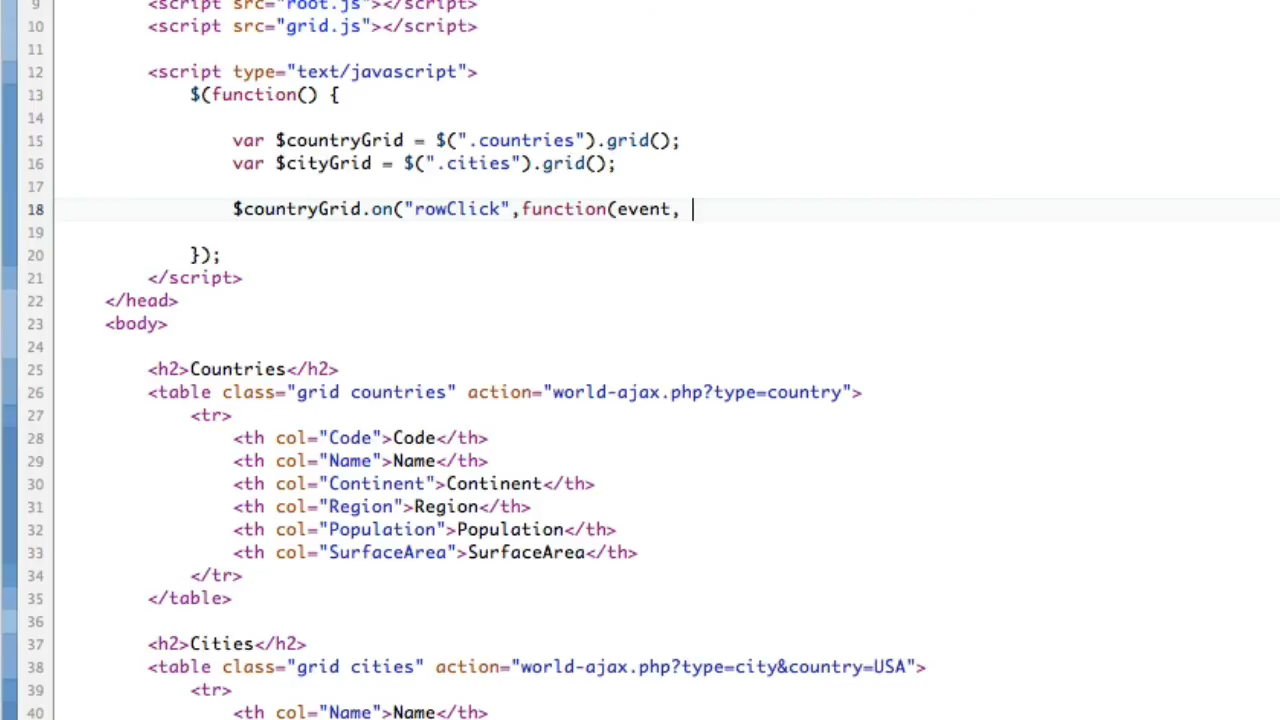 9 <script src="root.js"></script>
10 <script src="grid.js"></script>
11
12 <script type="text/javascript">
13 $(function() {
14
15 var $countryGrid = $(".countries").grid();
16 var $cityGrid = $(".cities").grid();
17
18 $countryGrid.on("rowClick",function(event,
19
20 });
21 </script>
22 </head>
23 <body>
24
25 <h2>Countries</h2>
26 <table class="grid countries" action="world-ajax.php?type=country">
27 <tr>
28 <th col="Code">Code</th>
29 <th col="Name">Name</th>
30 <th col="Continent">Continent</th>
31 <th col="Region">Region</th>
32 <th col="Population">Population</th>
33 <th col="SurfaceArea">SurfaceArea</th>
34 </tr>
35 </table>
36
37 <h2>Cities</h2>
38 <table class="grid cities" action="world-ajax.php?type=city&country=USA">
39 <tr>
40 <th col="Name">Name</th>